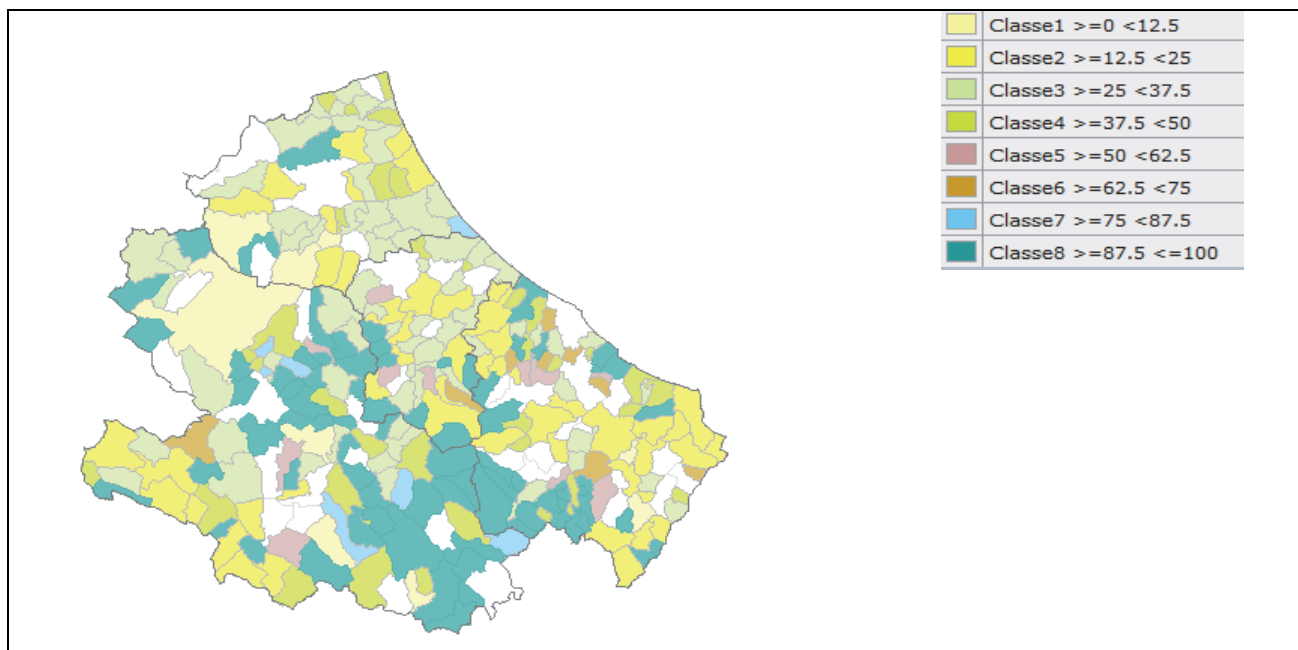 Classe1 >=0 <12.5
Classe2 >=12.5 <25
Classe3 >=25 <37.5
Classe4 >=37.5 <50
Classe5 >=50 <62.5
Classe6 >=62.5 <75
Classe7 >=75 <87.5
Classe8 >=87.5 <=100